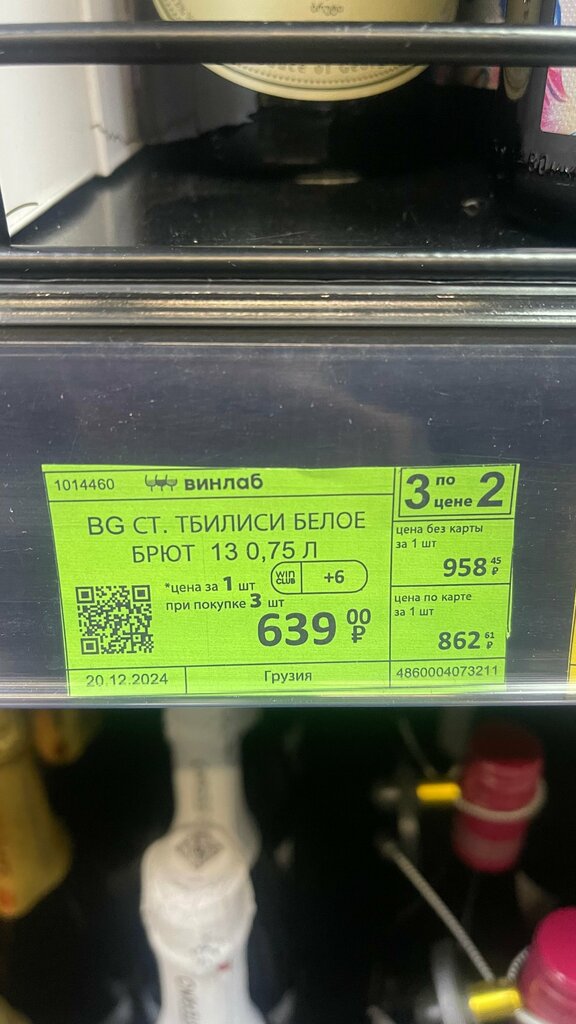 ბრუტი
1014460 винлаб
3 по цене 2
BG СТ. ТБИЛИСИ БЕЛОЕ
БРЮТ 13 0,75 Л
*цена за 1 шт
при покупке 3 шт
WIN CLUB +6
639 00 ₽
цена без карты
за 1 шт
958 45 ₽
цена по карте
за 1 шт
862 61 ₽
20.12.2024
Грузия
4860004073211